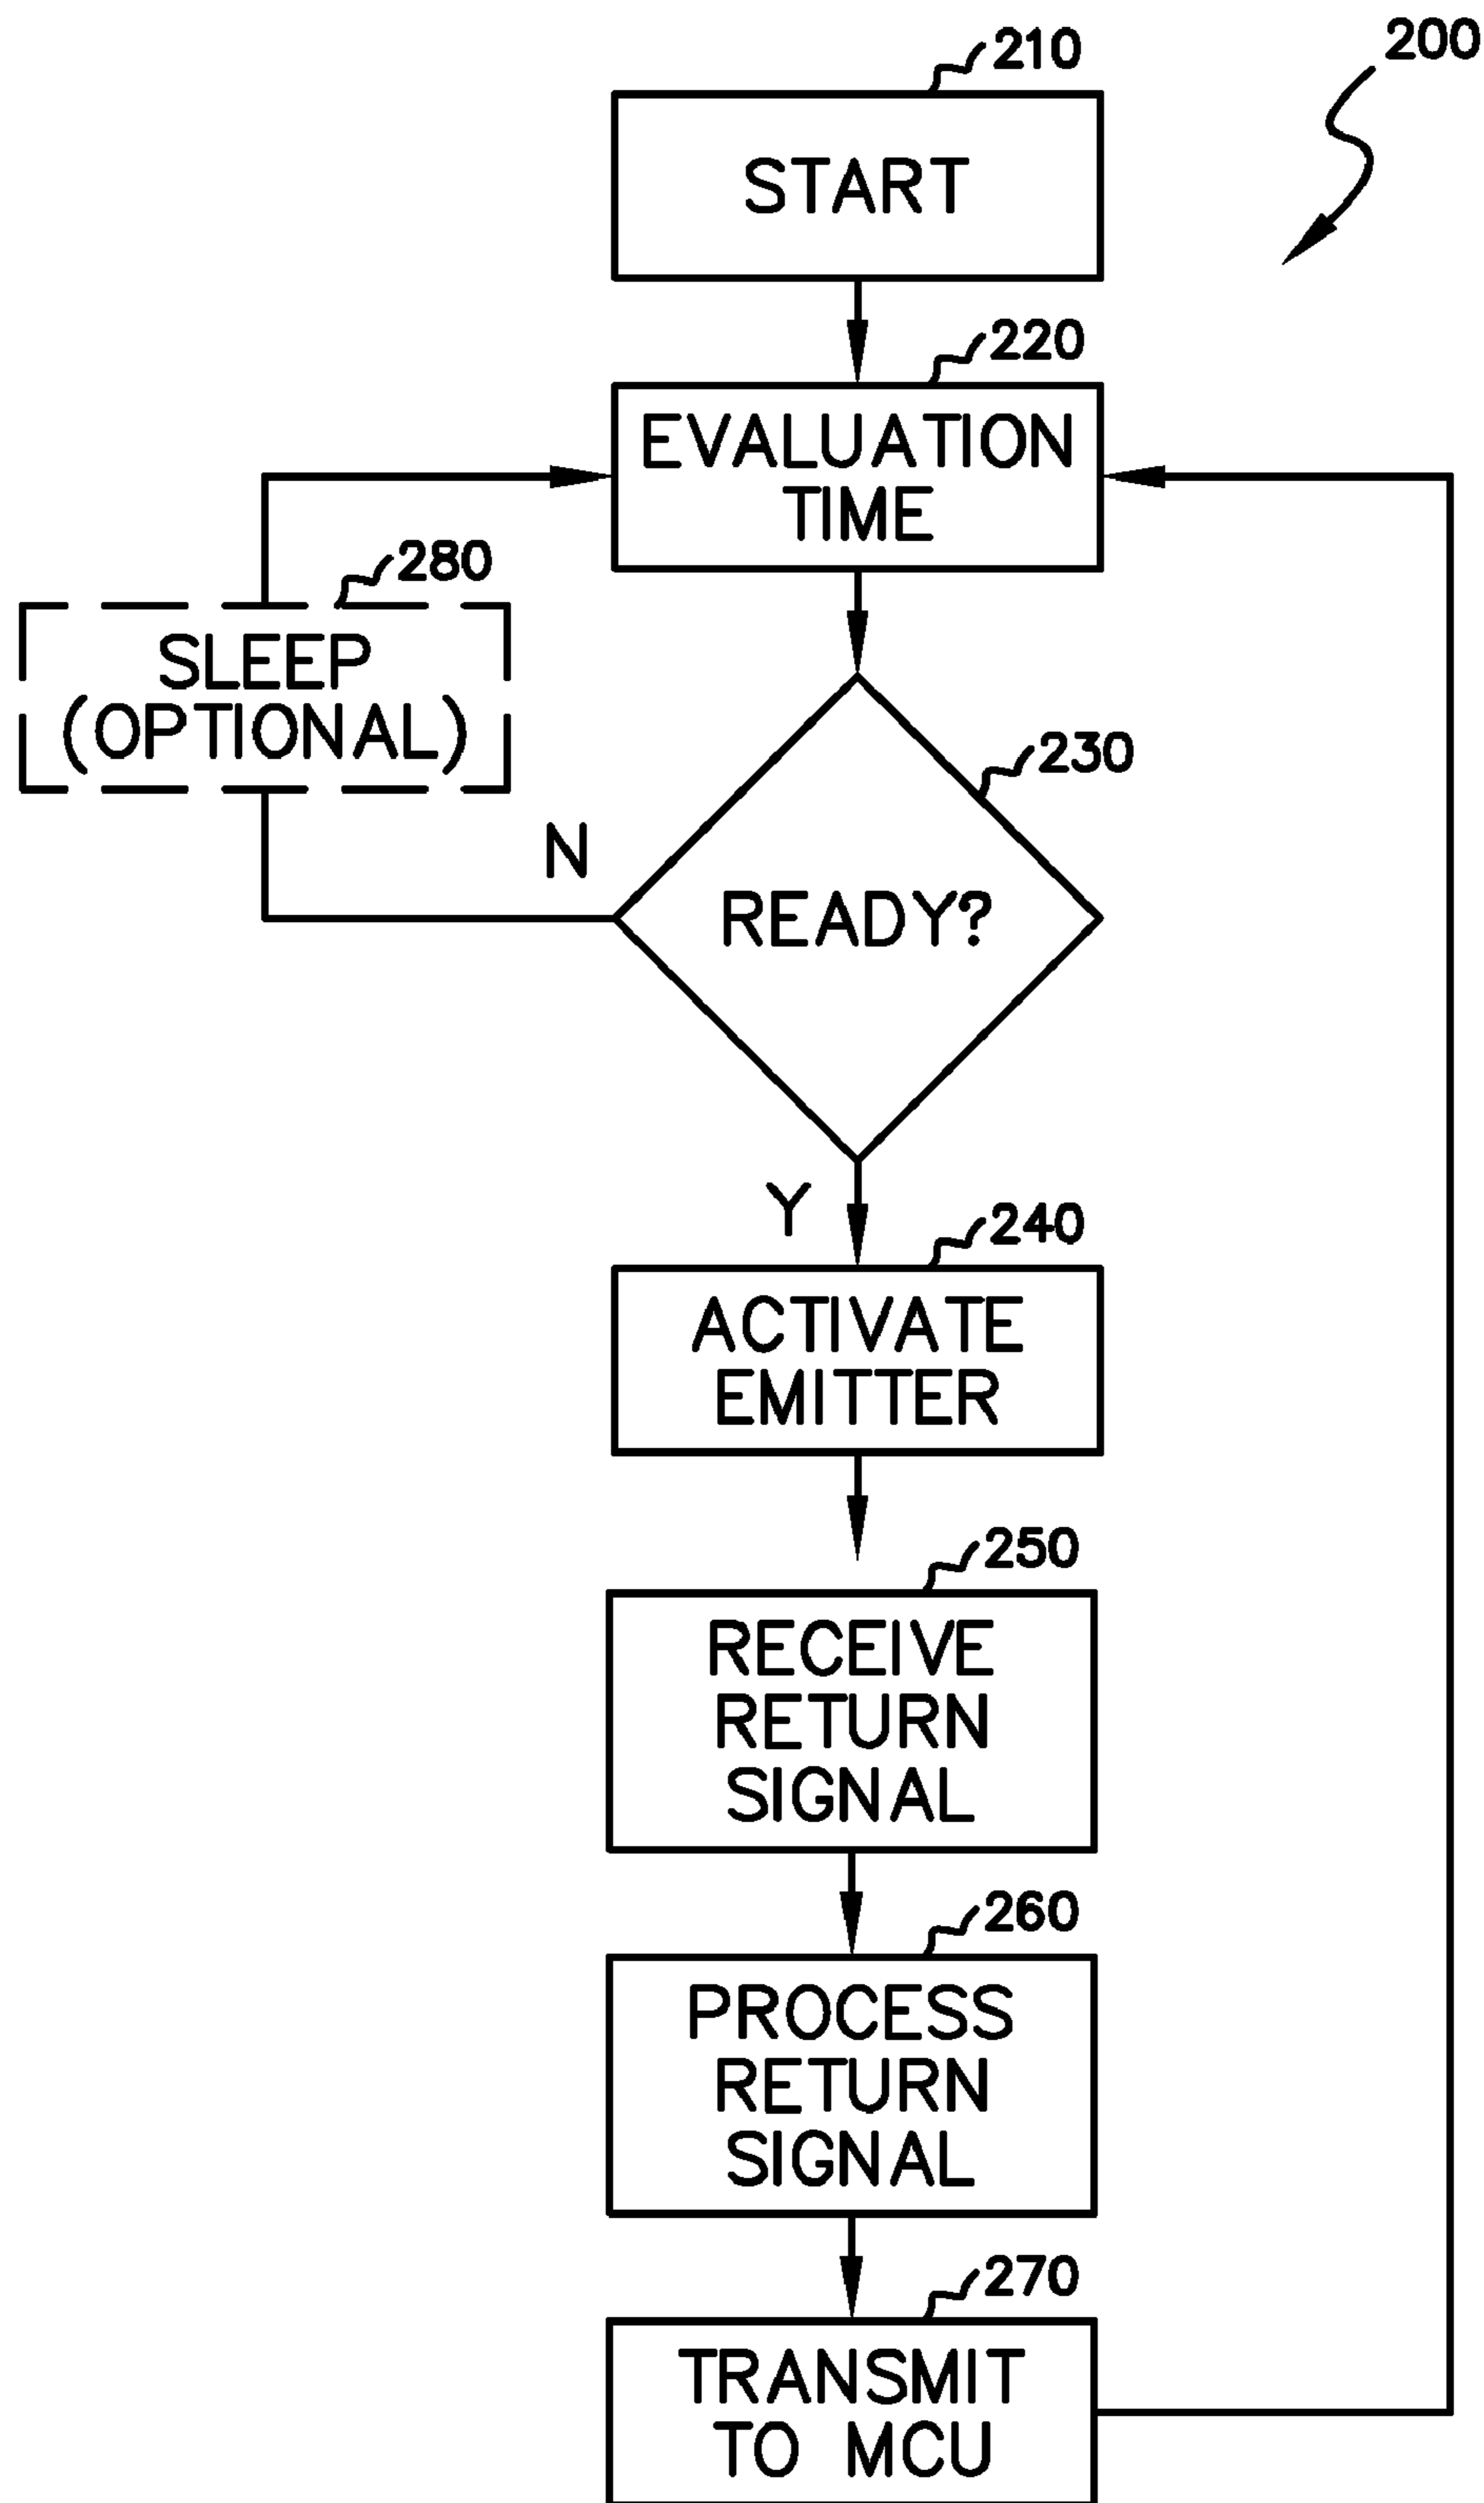 200
210
START
220
EVALUATION
TIME
280
SLEEP
(OPTIONAL)
230
READY?
N
Y
240
ACTIVATE
EMITTER
250
RECEIVE
RETURN
SIGNAL
260
PROCESS
RETURN
SIGNAL
270
TRANSMIT
TO MCU